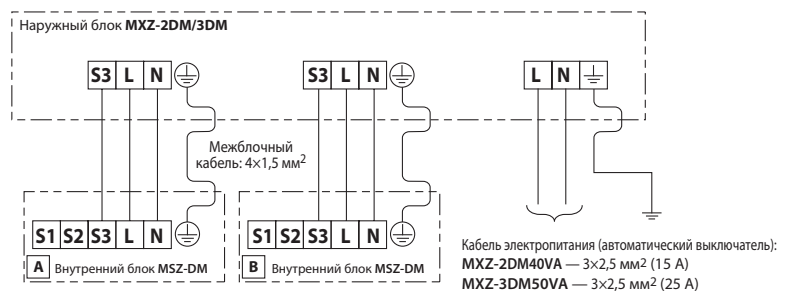 Наружный блок MXZ-2DM/3DM
S3 L N
S3 L N
L N
Межблочный
кабель: 4×1,5 мм²
S1 S2 S3 L N
S1 S2 S3 L N
A Внутренний блок MSZ-DM
B Внутренний блок MSZ-DM
Кабель электропитания (автоматический выключатель):
MXZ-2DM40VA — 3×2,5 мм² (15 А)
MXZ-3DM50VA — 3×2,5 мм² (25 А)